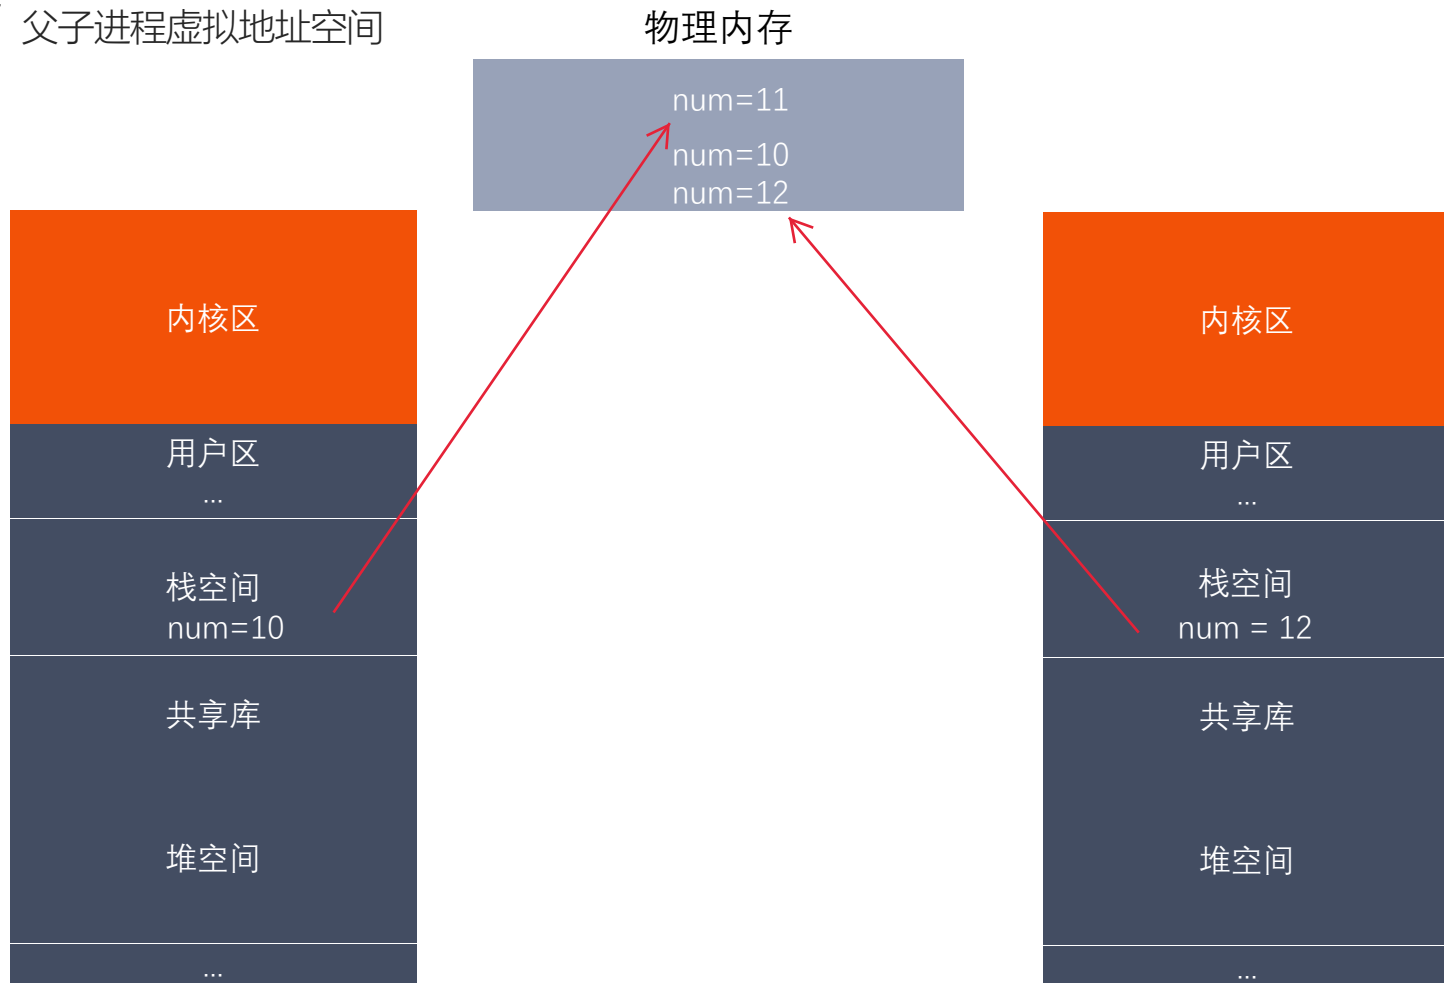 父子进程虚拟地址空间
物理内存
num=11
num=10
num=12
内核区
用户区
...
栈空间
num=10
共享库
堆空间
...
内核区
用户区
...
栈空间
num = 12
共享库
堆空间
...